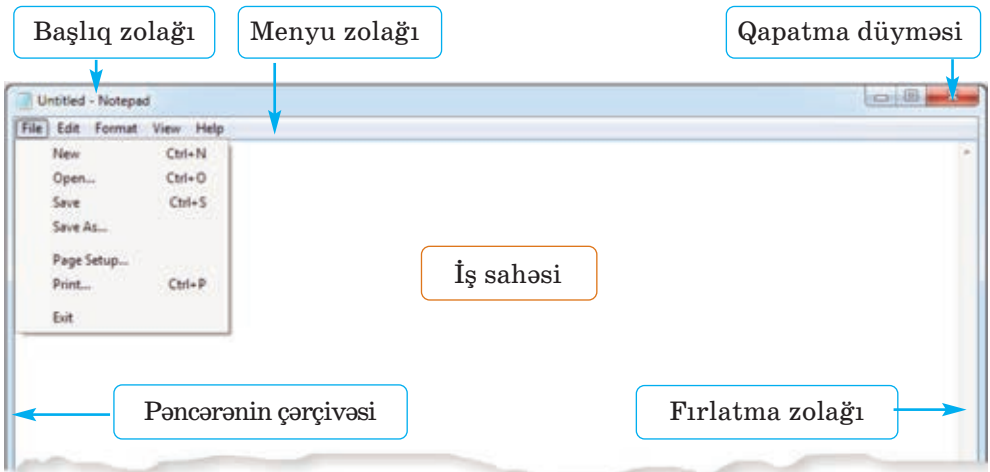 Başlıq zolağı
Menyu zolağı
Qapatma düyməsi
Untitled - Notepad
File Edit Format View Help
New Ctrl+N
Open... Ctrl+O
Save Ctrl+S
Save As...
Page Setup...
Print... Ctrl+P
Exit
İş sahəsi
Pəncərənin çərçivəsi
Fırlatma zolağı